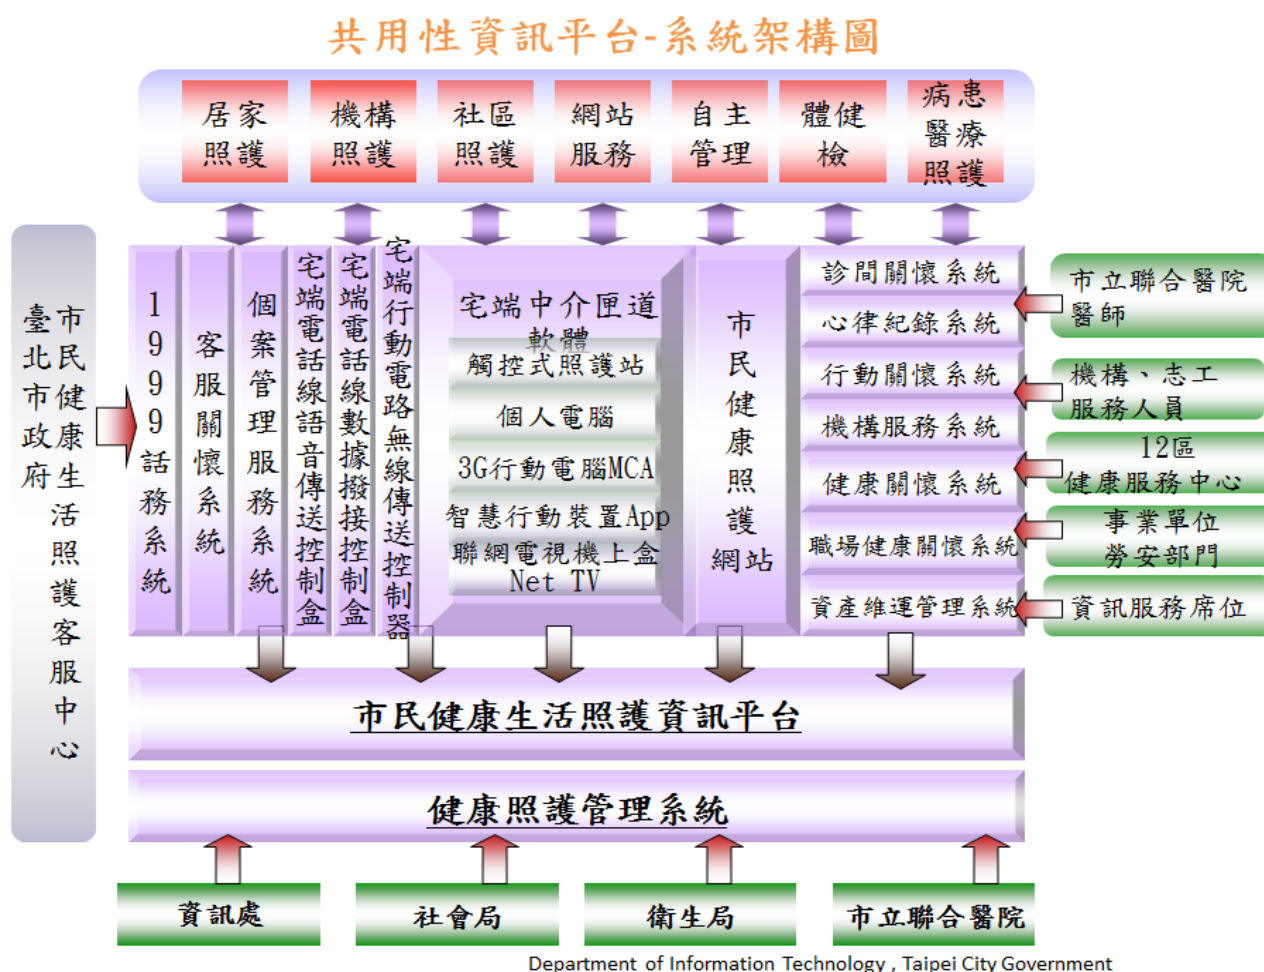 共用性資訊平台-系統架構圖
居家
照護
機構
照護
社區
照護
網站
服務
自主
管理
體健
檢
病患
醫療
照護
臺北市政府
市民健康生活照護客服中心
1999話務系統
客服關懷系統
個案管理服務系統
宅端電話線語音傳送控制盒
宅端電話線數據撥接控制盒
宅端行動電路無線傳送控制器
宅端中介匣道
軟體
觸控式照護站
個人電腦
3G行動電腦MCA
智慧行動裝置App
聯網電視機上盒
Net TV
市民健康照護
網站
診間關懷系統
心律紀錄系統
行動關懷系統
機構服務系統
健康關懷系統
職場健康關懷系統
資產維運管理系統
市立聯合醫院
醫師
機構、志工
服務人員
12區
健康服務中心
事業單位
勞安部門
資訊服務席位
市民健康生活照護資訊平台
健康照護管理系統
資訊處
社會局
衛生局
市立聯合醫院
Department of Information Technology , Taipei City Government